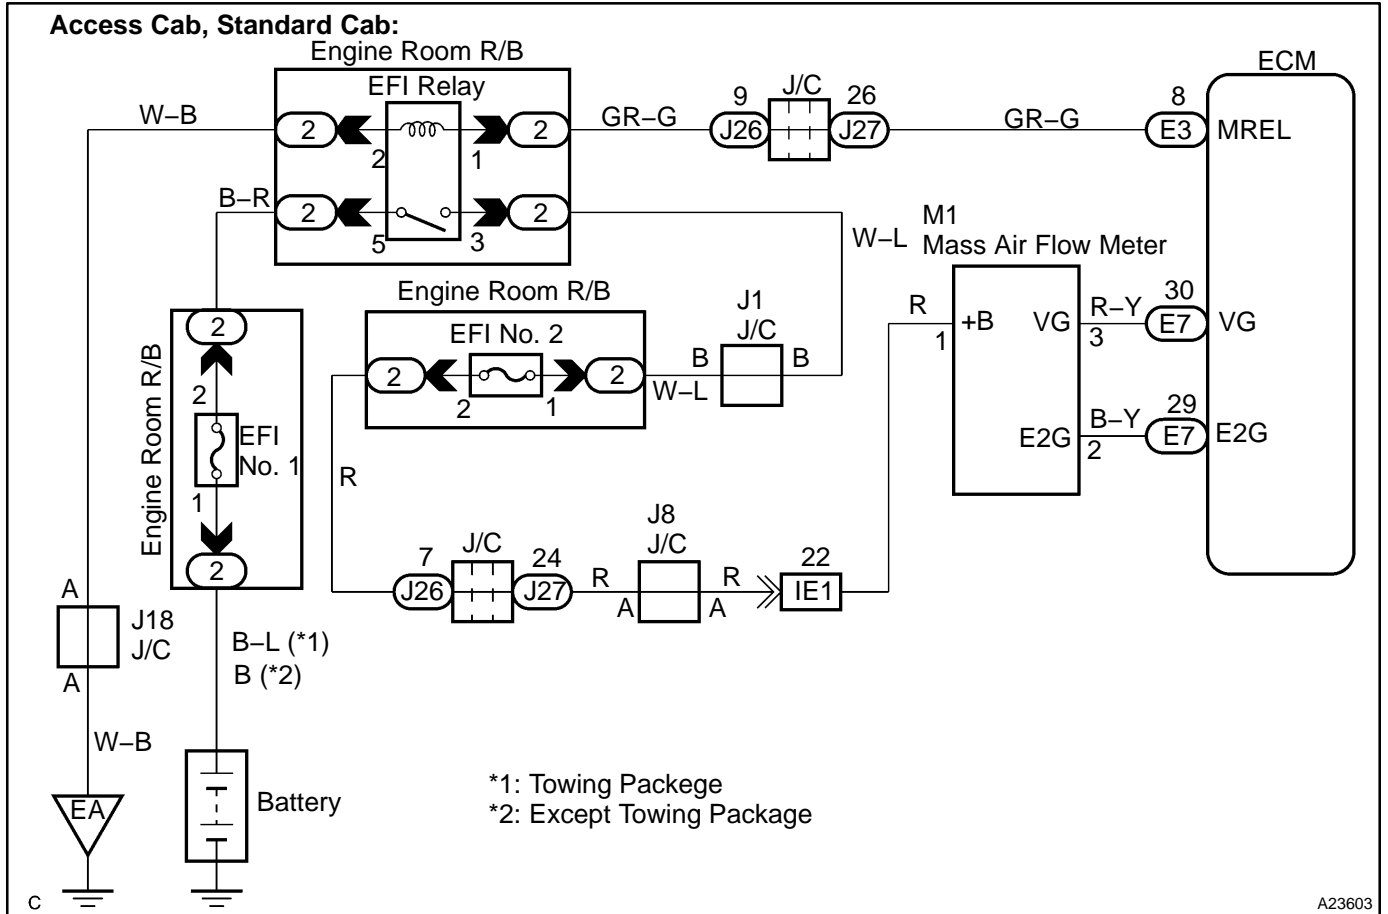 Access Cab, Standard Cab:
Engine Room R/B
EFI Relay
ECM
W–B
2
2
2
1
GR–G
9
J26
J/C
26
J27
GR–G
8
E3
MREL
B–R
2
2
5
3
W–L
M1
Mass Air Flow Meter
Engine Room R/B
2
2
EFI
No. 1
1
2
Engine Room R/B
EFI No. 2
2
2
2
1
W–L
B
J1
J/C
B
R
1
+B
VG
R–Y
3
30
E7
VG
E2G
B–Y
2
29
E7
E2G
R
7
J26
J/C
24
J27
R
A
J8
J/C
R
A
22
IE1
A
J18
J/C
A
B–L (*1)
B (*2)
W–B
EA
Battery
*1: Towing Packege
*2: Except Towing Package
C
A23603